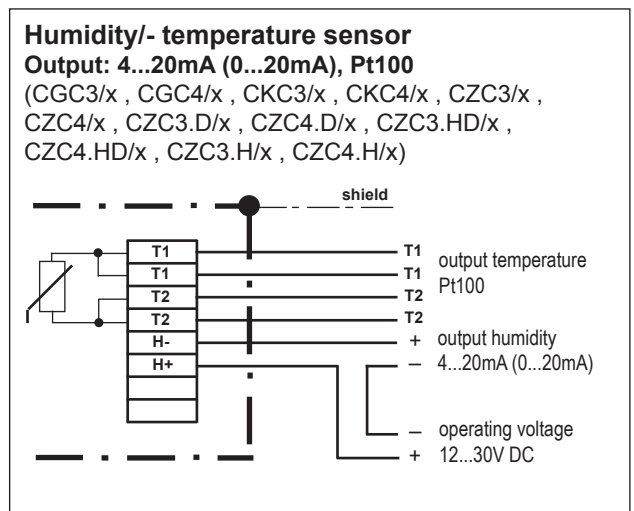 Humidity/- temperature sensor
Output: 4...20mA (0...20mA), Pt100
(CGC3/x , CGC4/x , CKC3/x , CKC4/x , CZC3/x ,
CZC4/x , CZC3.D/x , CZC4.D/x , CZC3.HD/x ,
CZC4.HD/x , CZC3.H/x , CZC4.H/x)
shield
T1
T1
T2
T2
H-
H+
T1
T1
T2
T2
output temperature
Pt100
+ output humidity
– 4...20mA (0...20mA)
– operating voltage
+ 12...30V DC